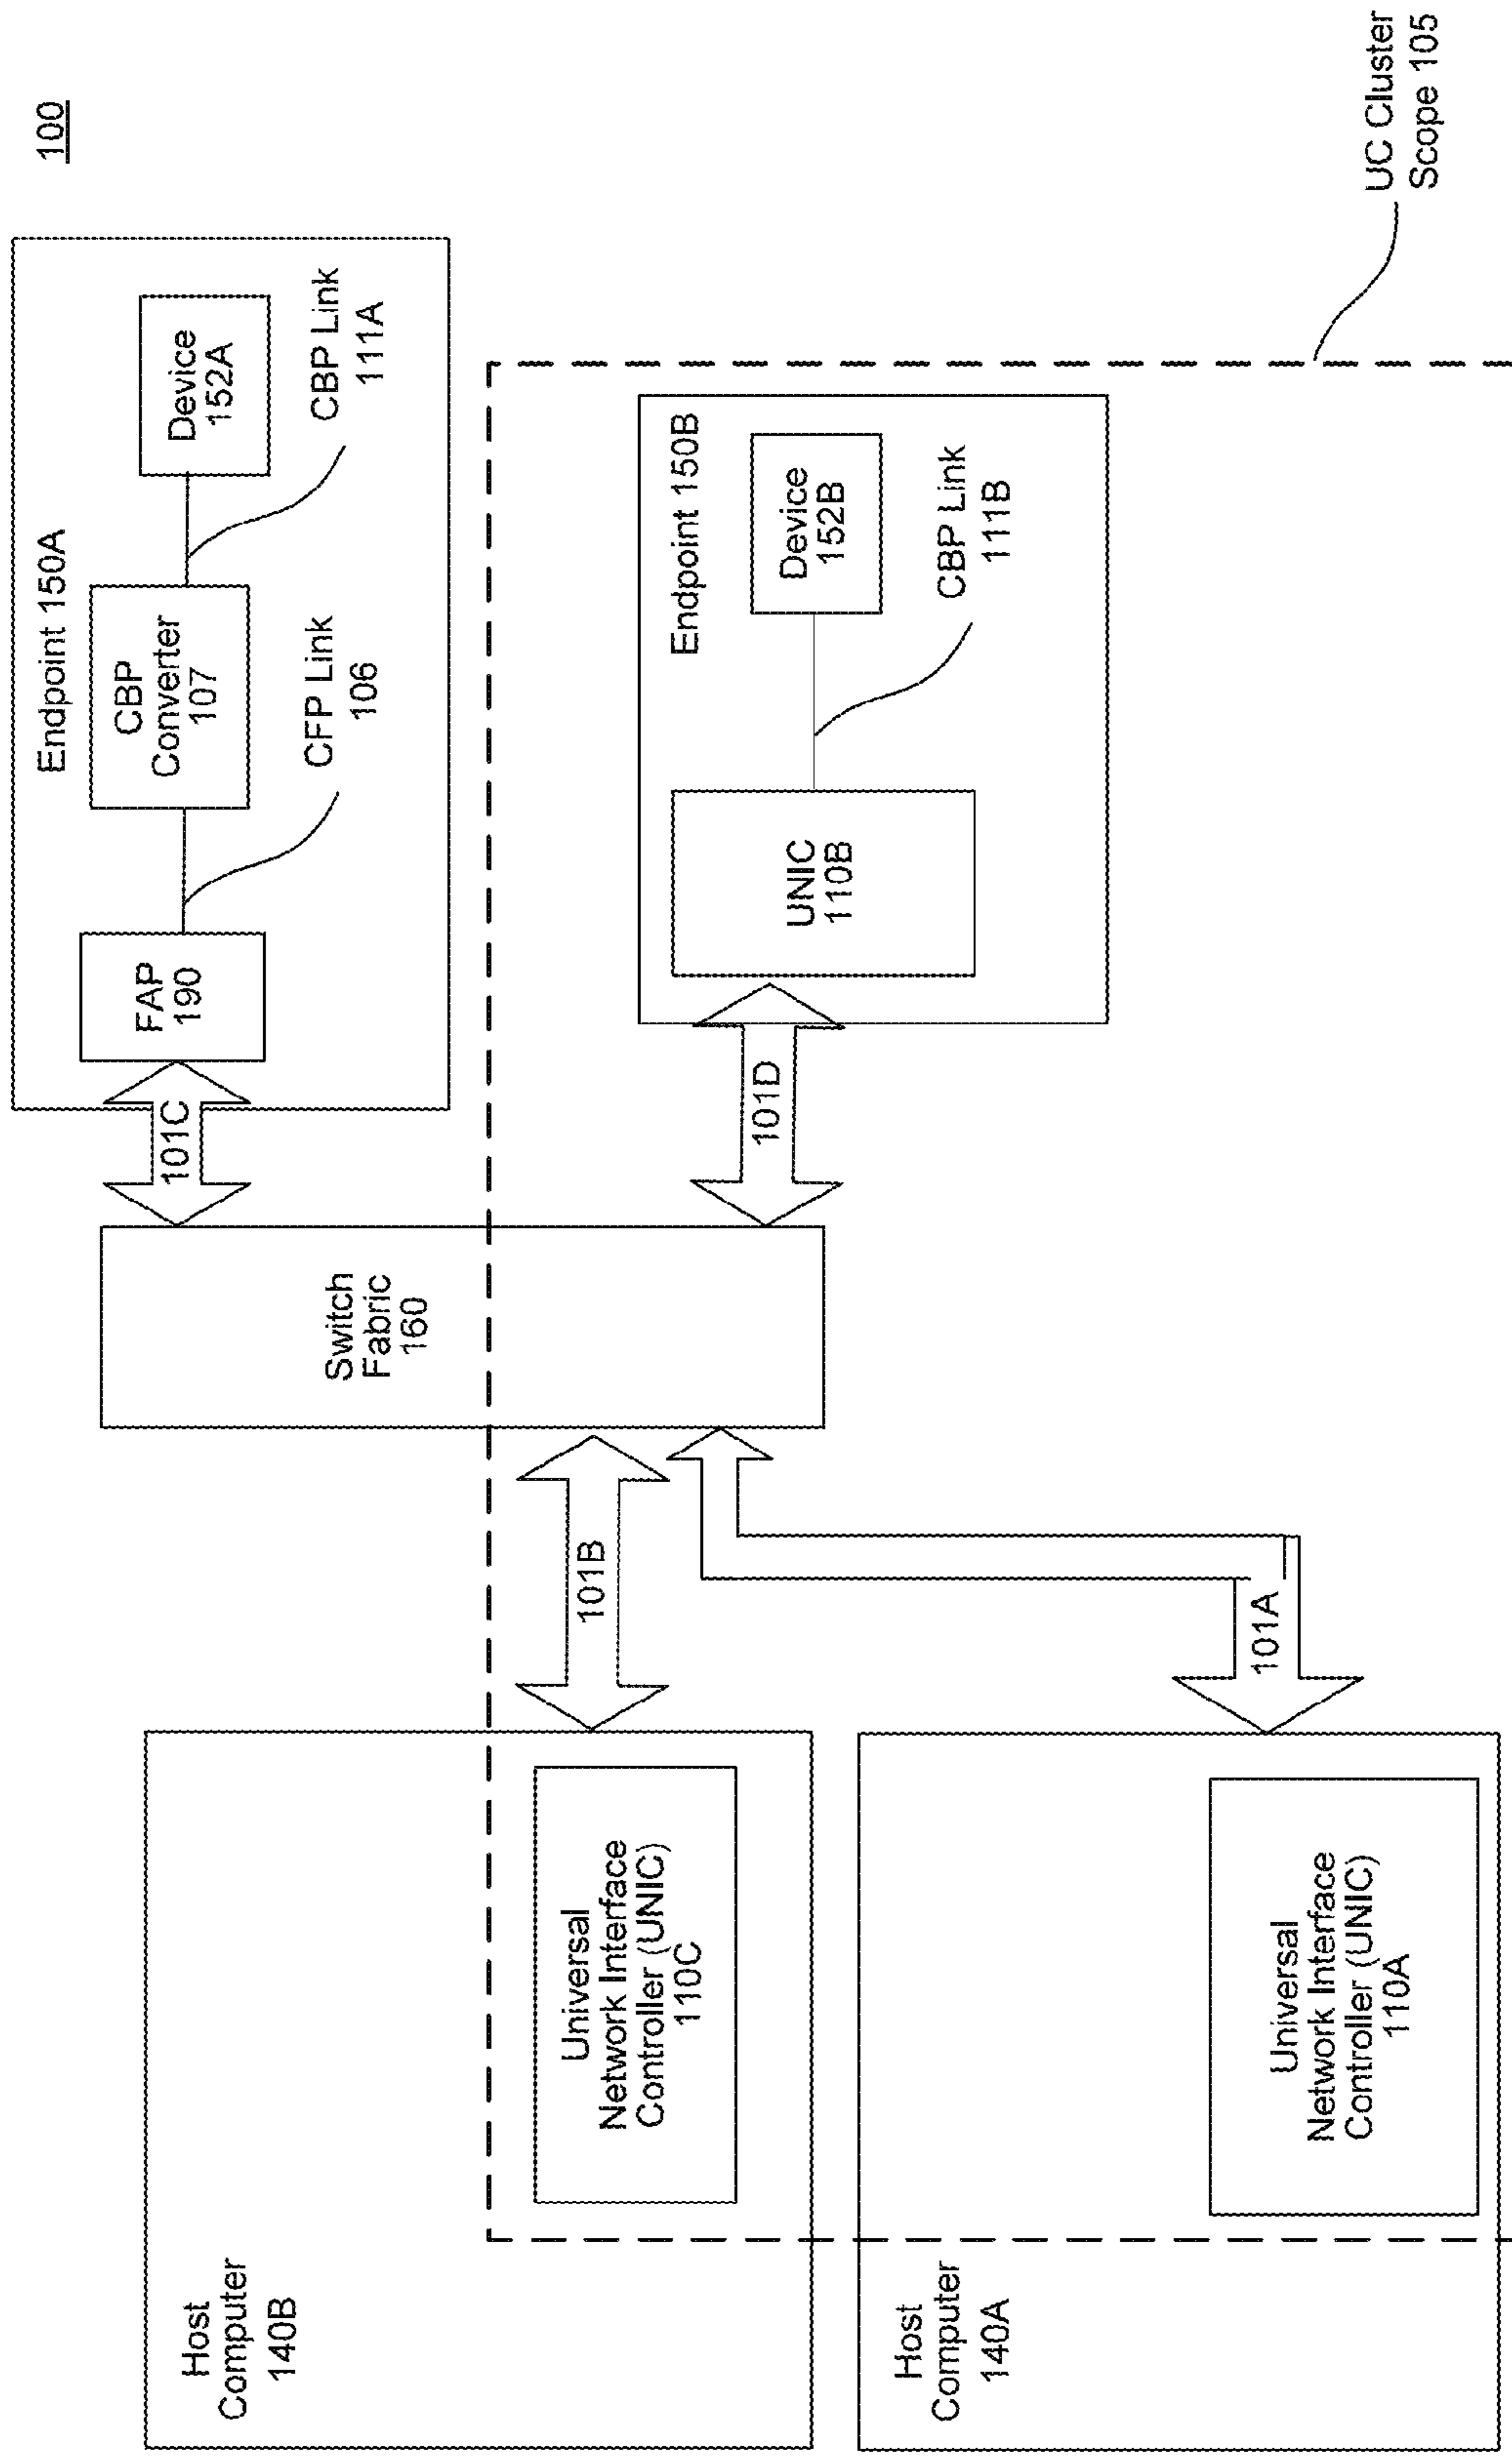 100
Host
Computer
140B
Universal
Network Interface
Controller (UNIC)
110C
101B
Switch
Fabric
160
101C
Endpoint 150A
FAP
190
CBP
Converter
107
Device
152A
CFP Link
106
CBP Link
111A
Host
Computer
140A
Universal
Network Interface
Controller (UNIC)
110A
101A
101D
Endpoint 150B
UNIC
110B
Device
152B
CBP Link
111B
UC Cluster
Scope 105